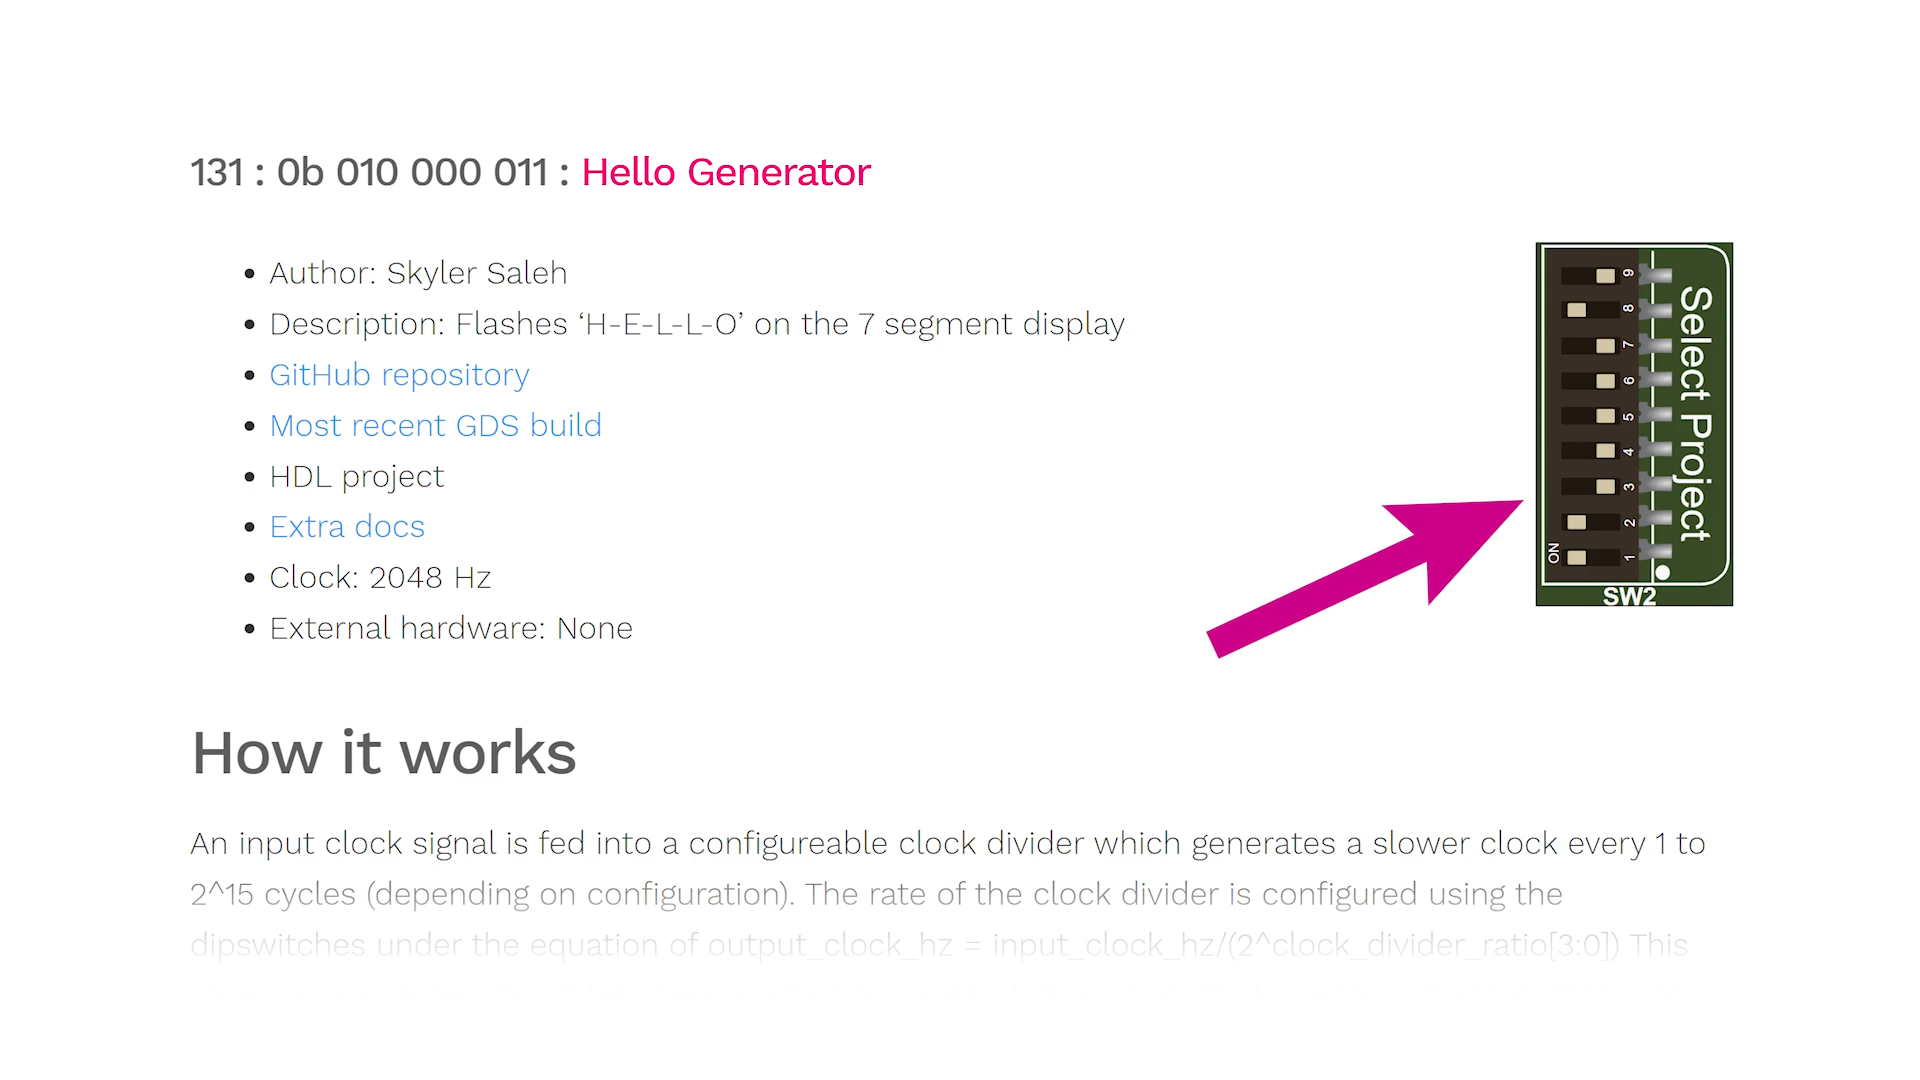 131 : 0b 010 000 011 : Hello Generator
Author: Skyler Saleh
Description: Flashes ‘H-E-L-L-O’ on the 7 segment display
GitHub repository
Most recent GDS build
HDL project
Extra docs
Clock: 2048 Hz
External hardware: None
9
8
7
6
5
4
3
2
1
ON
Select Project
SW2
How it works
An input clock signal is fed into a configureable clock divider which generates a slower clock every 1 to
2^15 cycles (depending on configuration). The rate of the clock divider is configured using the
dipswitches under the equation of output_clock_hz = input_clock_hz/(2^clock_divider_ratio[3:0]) This